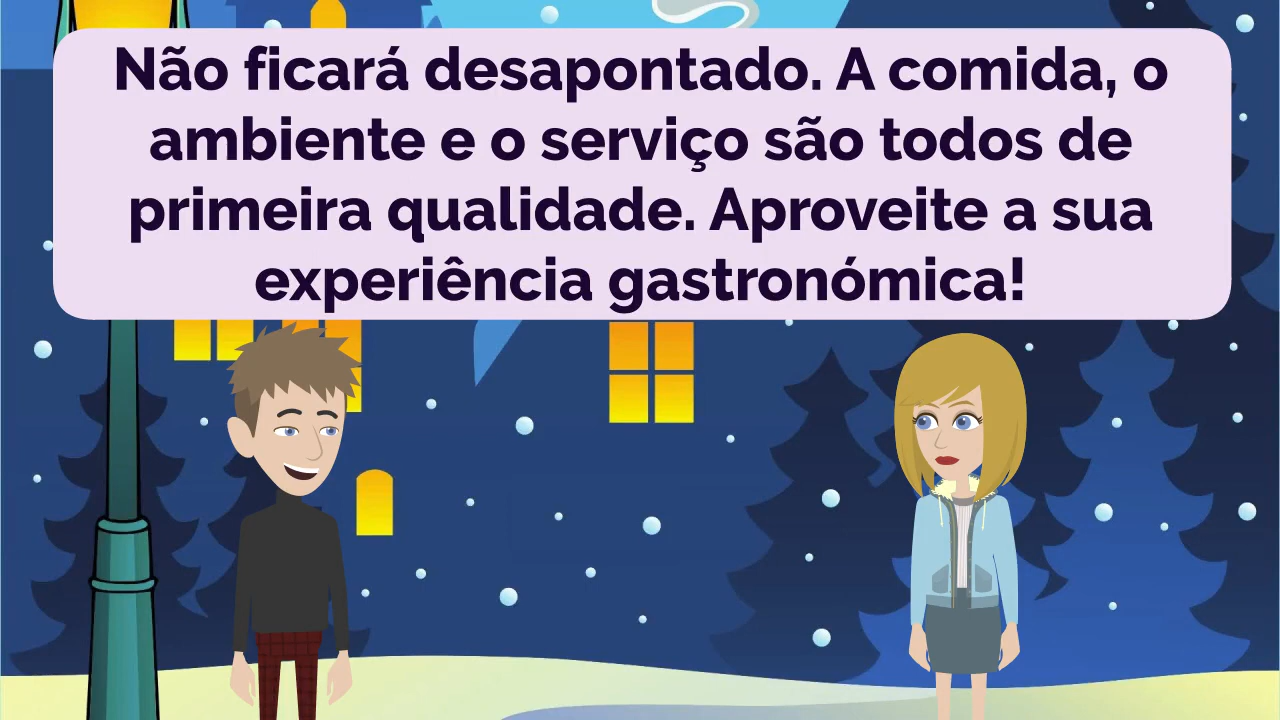 Não ficará desapontado. A comida, o
ambiente e o serviço são todos de
primeira qualidade. Aproveite a sua
experiência gastronómica!